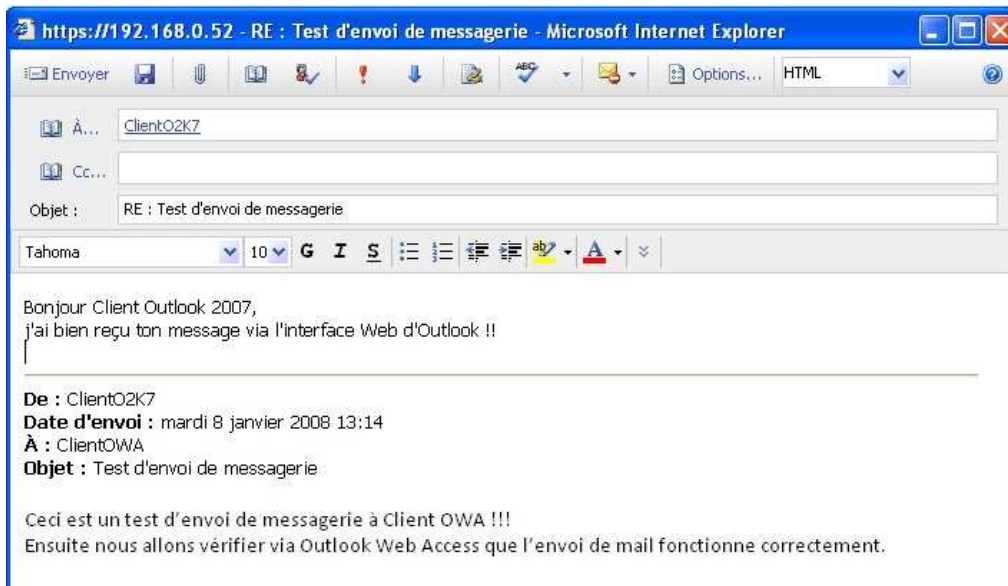 https://192.168.0.52 - RE : Test d'envoi de messagerie - Microsoft Internet Explorer
Envoyer ABC Options... HTML
À... ClientO2K7
Cc...
Objet : RE : Test d'envoi de messagerie
Tahoma 10 G I S ab A
Bonjour Client Outlook 2007,
j'ai bien reçu ton message via l'interface Web d'Outlook !!
De : ClientO2K7
Date d'envoi : mardi 8 janvier 2008 13:14
À : ClientOWA
Objet : Test d'envoi de messagerie
Ceci est un test d'envoi de messagerie à Client OWA !!!
Ensuite nous allons vérifier via Outlook Web Access que l'envoi de mail fonctionne correctement.